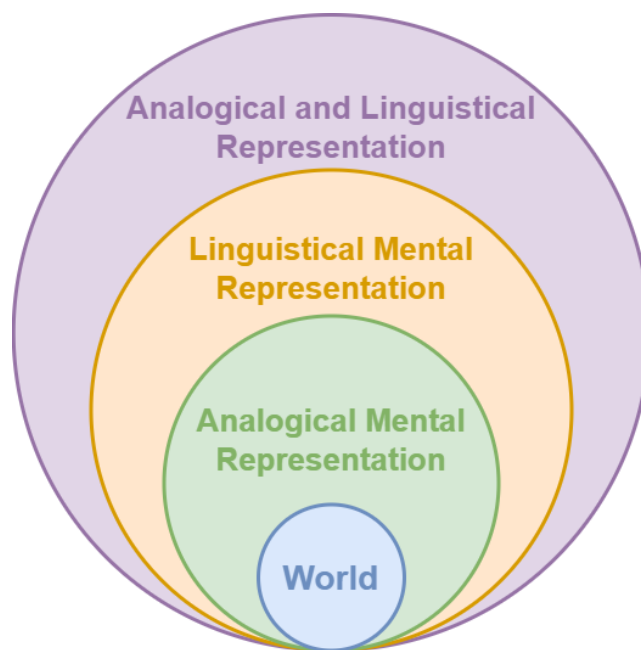 Analogical and Linguistical
Representation
Linguistical Mental
Representation
Analogical Mental
Representation
World